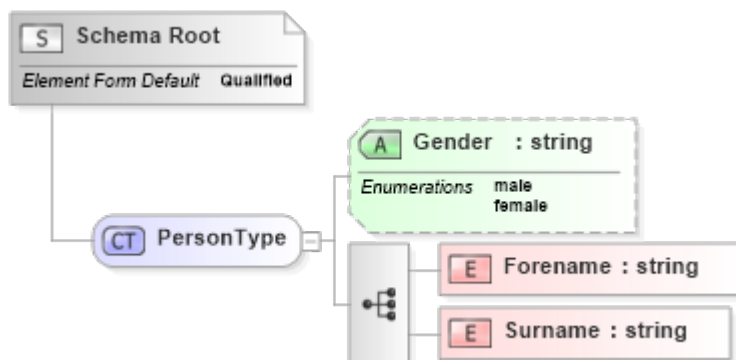 S Schema Root
Element Form Default Qualified
A Gender : string
Enumerations male
female
CT PersonType
E Forename : string
E Surname : string